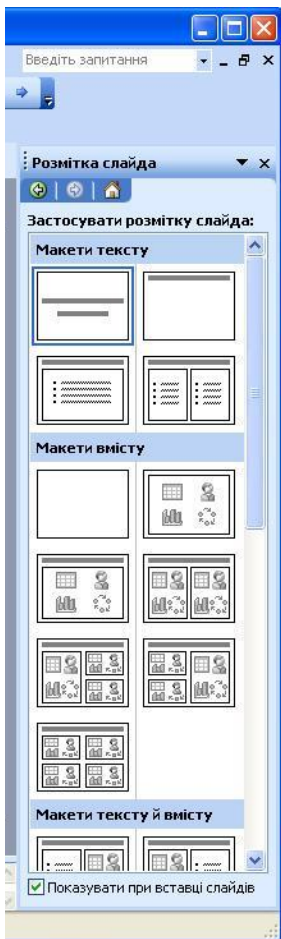 Введіть запитання
Розмітка слайда
Застосувати розмітку слайда:
Макети тексту
Макети вмісту
Макети тексту й вмісту
Показувати при вставці слайдів